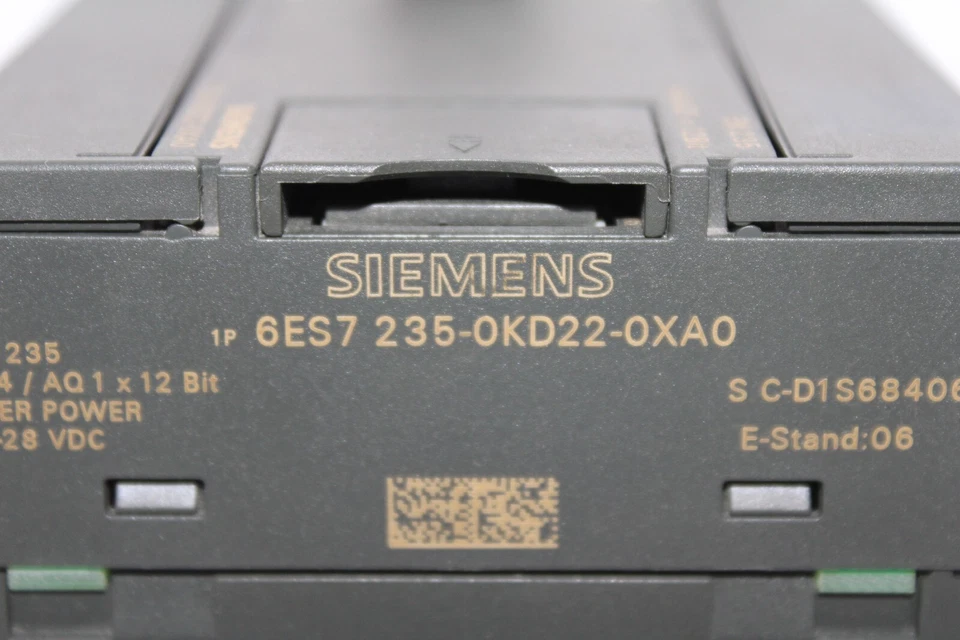 SIEMENS
1P 6ES7 235-0KD22-0XA0
235
4 / AQ 1 x 12 Bit
ER POWER
-28 VDC
S C-D1S68406
E-Stand:06